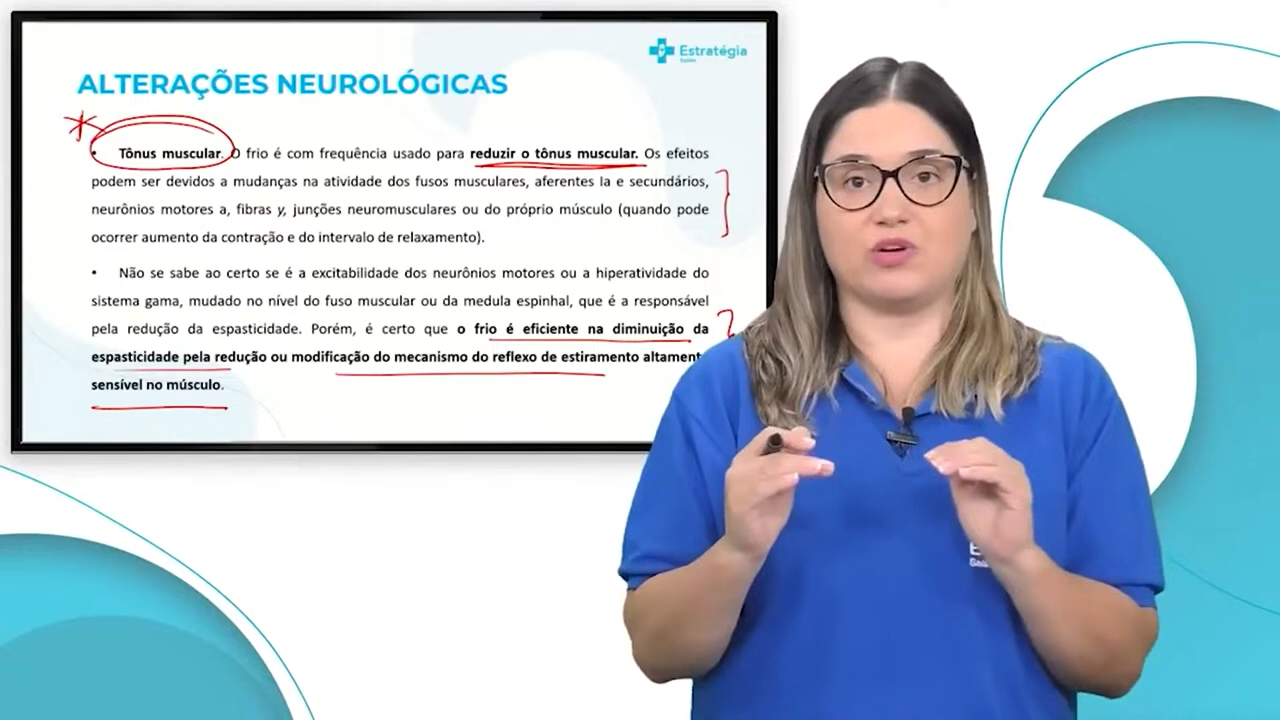 Estratégia
Saúde
ALTERAÇÕES NEUROLÓGICAS
• Tônus muscular. O frio é com frequência usado para reduzir o tônus muscular. Os efeitos
podem ser devidos a mudanças na atividade dos fusos musculares, aferentes Ia e secundários,
neurônios motores a, fibras y, junções neuromusculares ou do próprio músculo (quando pode
ocorrer aumento da contração e do intervalo de relaxamento).
• Não se sabe ao certo se é a excitabilidade dos neurônios motores ou a hiperatividade do
sistema gama, mudado no nível do fuso muscular ou da medula espinhal, que é a responsável
pela redução da espasticidade. Porém, é certo que o frio é eficiente na diminuição da
espasticidade pela redução ou modificação do mecanismo do reflexo de estiramento altament
sensível no músculo.